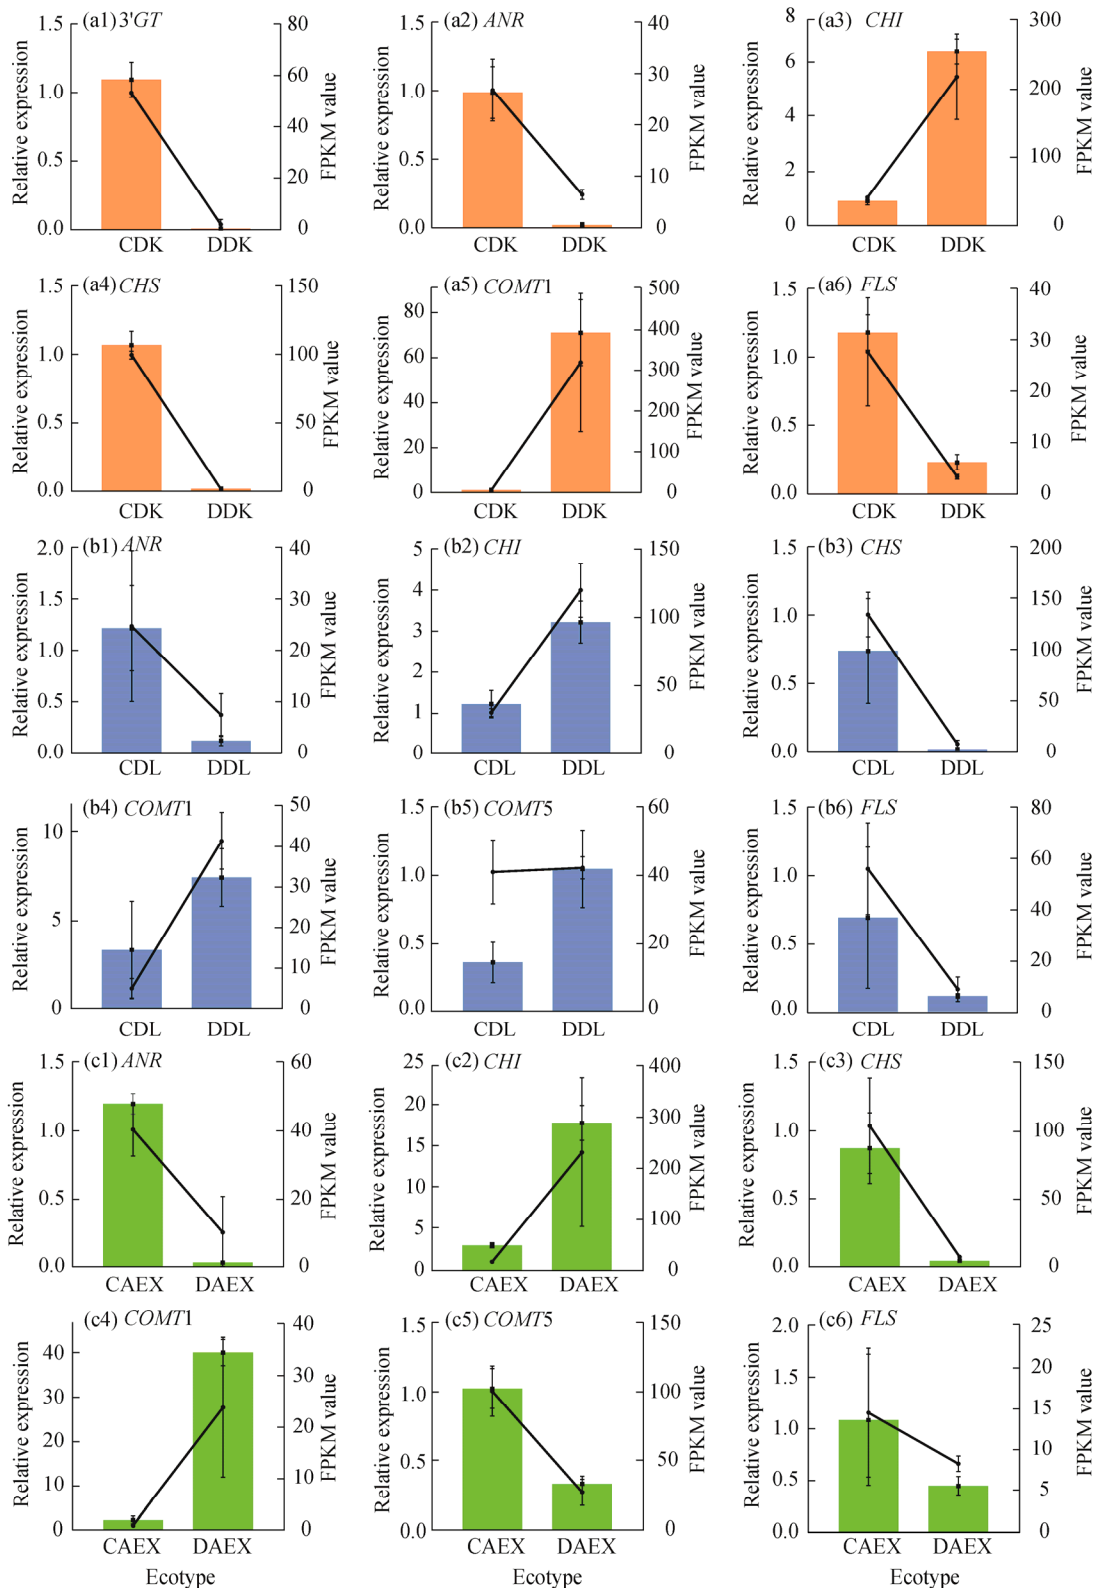 (a1) 3'GT
Relative expression
1.5
1.0
0.5
0.0
80
60
40
20
0
FPKM value
CDK DDK
(a2) ANR
Relative expression
1.5
1.0
0.5
0.0
40
30
20
10
0
FPKM value
CDK DDK
(a3) CHI
Relative expression
8
6
4
2
0
300
200
100
0
FPKM value
CDK DDK
(a4) CHS
Relative expression
1.5
1.0
0.5
0.0
150
100
50
0
FPKM value
CDK DDK
(a5) COMT1
Relative expression
80
60
40
20
0
500
400
300
200
100
0
FPKM value
CDK DDK
(a6) FLS
Relative expression
1.5
1.0
0.5
0.0
40
30
20
10
0
FPKM value
CDK DDK
(b1) ANR
Relative expression
2.0
1.5
1.0
0.5
0.0
40
30
20
10
0
FPKM value
CDL DDL
(b2) CHI
Relative expression
5
4
3
2
1
0
150
100
50
0
FPKM value
CDL DDL
(b3) CHS
Relative expression
1.5
1.0
0.5
0.0
200
150
100
50
0
FPKM value
CDL DDL
(b4) COMT1
Relative expression
10
5
0
50
40
30
20
10
0
FPKM value
CDL DDL
(b5) COMT5
Relative expression
1.5
1.0
0.5
0.0
60
40
20
0
FPKM value
CDL DDL
(b6) FLS
Relative expression
1.5
1.0
0.5
0.0
80
60
40
20
0
FPKM value
CDL DDL
(c1) ANR
Relative expression
1.5
1.0
0.5
0.0
60
40
20
0
FPKM value
CAEX DAEX
(c2) CHI
Relative expression
25
20
15
10
5
0
400
300
200
100
0
FPKM value
CAEX DAEX
(c3) CHS
Relative expression
1.5
1.0
0.5
0.0
150
100
50
0
FPKM value
CAEX DAEX
(c4) COMT1
Relative expression
40
30
20
10
0
40
30
20
10
0
FPKM value
CAEX DAEX
Ecotype
(c5) COMT5
Relative expression
1.5
1.0
0.5
0.0
150
100
50
0
FPKM value
CAEX DAEX
Ecotype
(c6) FLS
Relative expression
2.0
1.5
1.0
0.5
0.0
25
20
15
10
5
0
FPKM value
CAEX DAEX
Ecotype